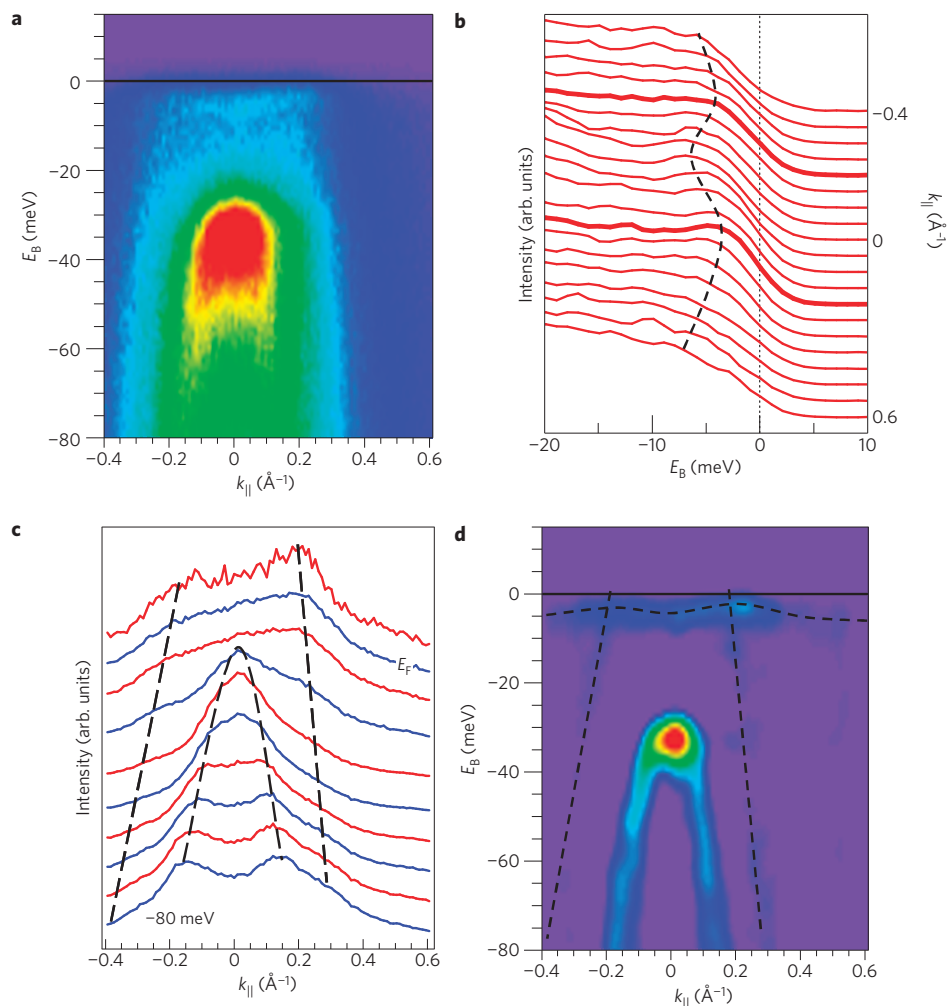 a
0
−20
−40
−60
−80
E_B (meV)
−0.4 −0.2 0 0.2 0.4 0.6
k_|| (Å⁻¹)
b
Intensity (arb. units)
−0.4
0
0.6
k_|| (Å⁻¹)
−20 −10 0 10
E_B (meV)
c
Intensity (arb. units)
E_F
−80 meV
−0.4 −0.2 0 0.2 0.4 0.6
k_|| (Å⁻¹)
d
0
−20
−40
−60
−80
E_B (meV)
−0.4 −0.2 0 0.2 0.4 0.6
k_|| (Å⁻¹)